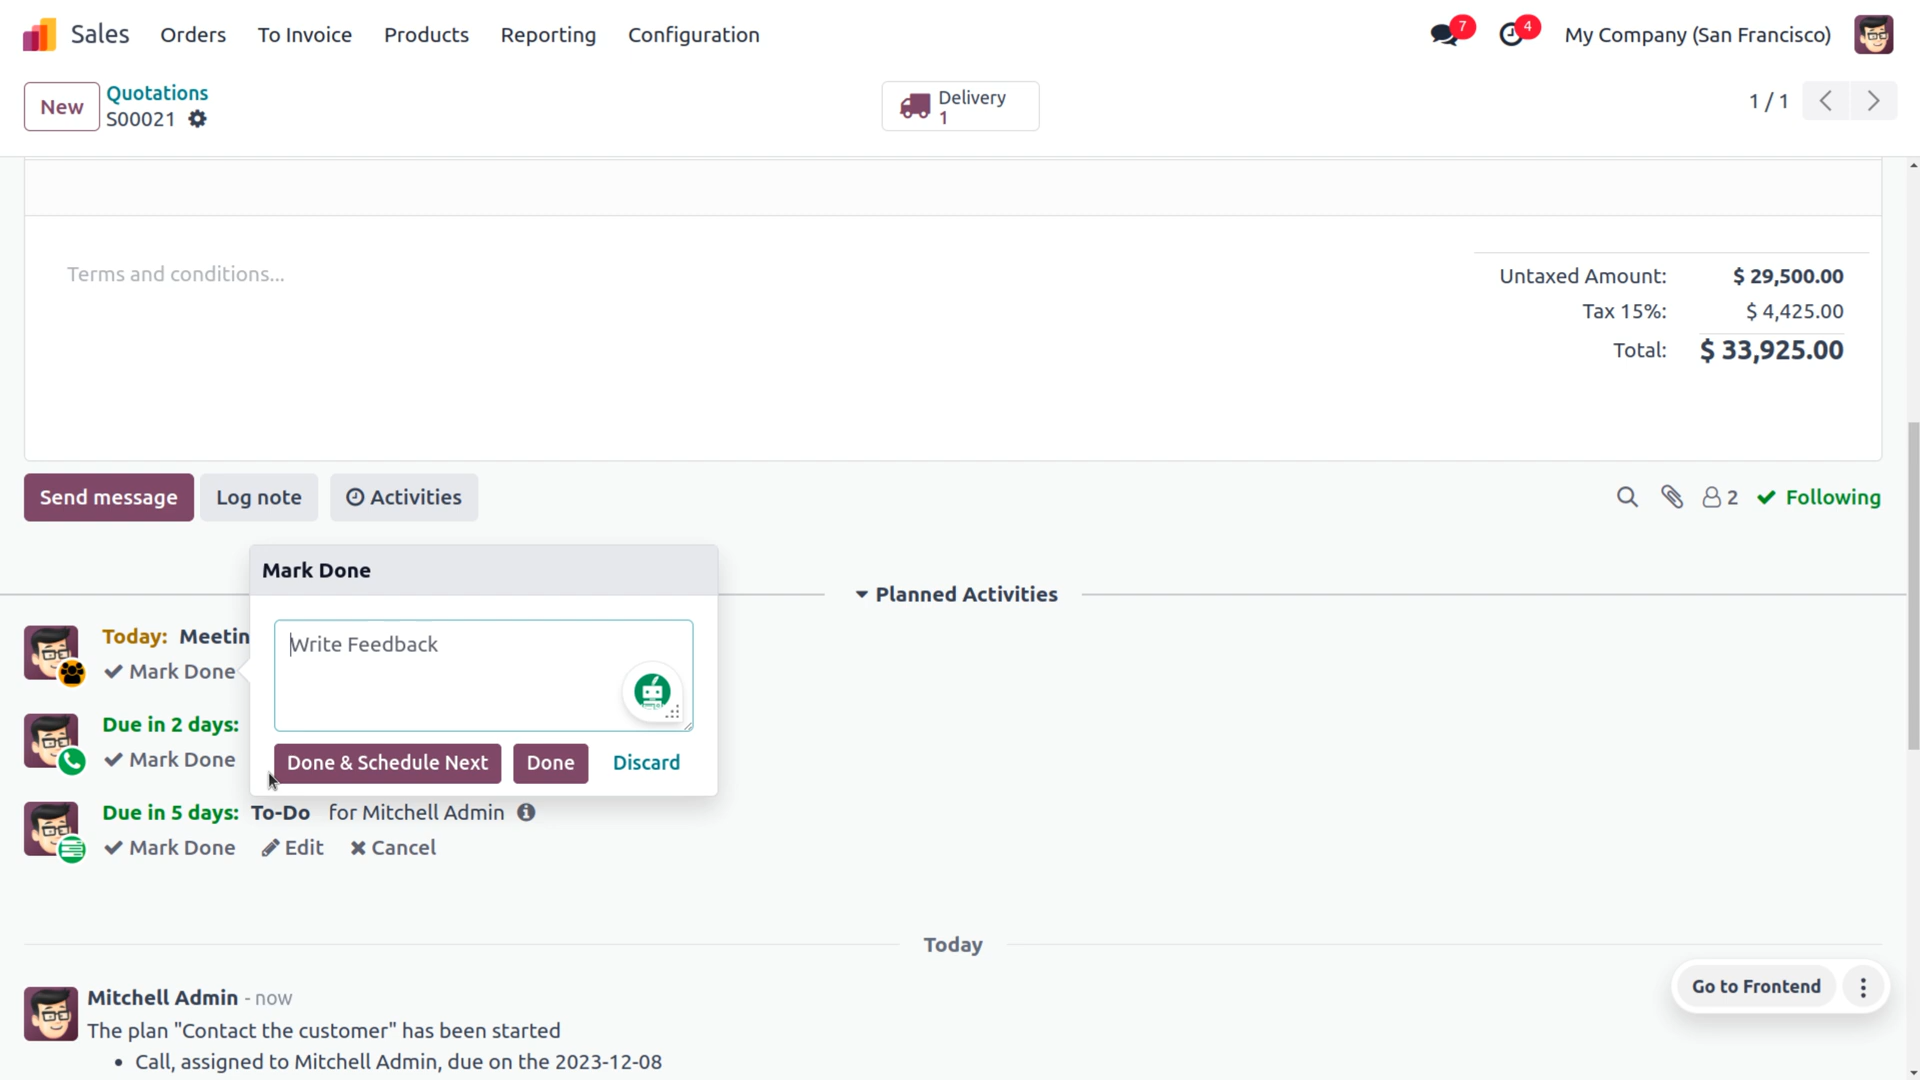 Sales Orders To Invoice Products Reporting Configuration 7 4 My Company (San Francisco)
New Quotations
S00021
Delivery
1
1 / 1
Terms and conditions...
Untaxed Amount: $ 29,500.00
Tax 15%: $ 4,425.00
Total: $ 33,925.00
Send message Log note Activities 2 Following
Mark Done
Planned Activities
Today: Meetin
Write Feedback
Mark Done
Due in 2 days:
Mark Done
Done & Schedule Next Done Discard
Due in 5 days: To-Do for Mitchell Admin
Mark Done Edit Cancel
Today
Go to Frontend
Mitchell Admin - now
The plan "Contact the customer" has been started
• Call, assigned to Mitchell Admin, due on the 2023-12-08